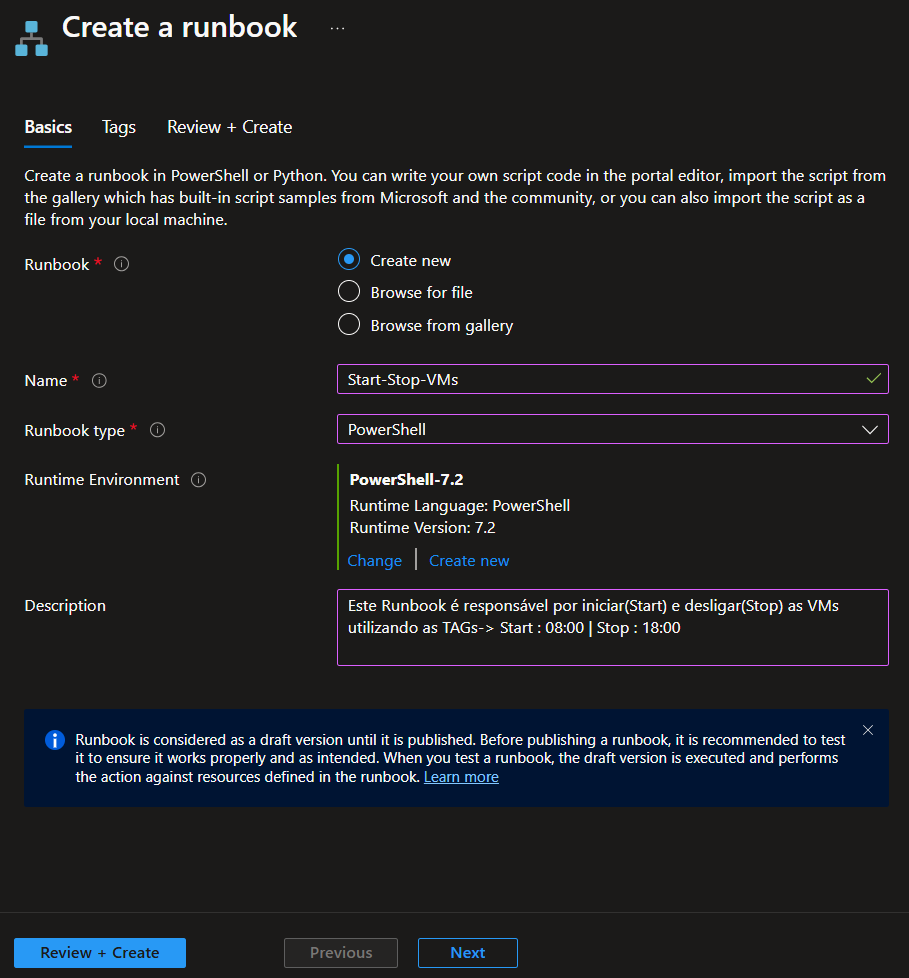 Create a runbook ...
Basics Tags Review + Create
Create a runbook in PowerShell or Python. You can write your own script code in the portal editor, import the script from
the gallery which has built-in script samples from Microsoft and the community, or you can also import the script as a
file from your local machine.
Runbook *
Create new
Browse for file
Browse from gallery
Name *
Start-Stop-VMs
Runbook type *
PowerShell
Runtime Environment
PowerShell-7.2
Runtime Language: PowerShell
Runtime Version: 7.2
Change | Create new
Description
Este Runbook é responsável por iniciar(Start) e desligar(Stop) as VMs
utilizando as TAGs-> Start : 08:00 | Stop : 18:00
Runbook is considered as a draft version until it is published. Before publishing a runbook, it is recommended to test
it to ensure it works properly and as intended. When you test a runbook, the draft version is executed and performs
the action against resources defined in the runbook. Learn more
Review + Create Previous Next